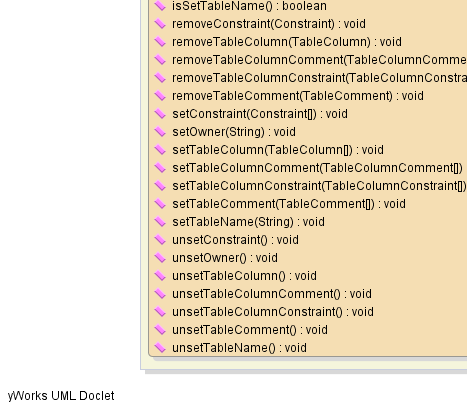 isSetTableName() : boolean
removeConstraint(Constraint) : void
removeTableColumn(TableColumn) : void
removeTableColumnComment(TableColumnComme
removeTableColumnConstraint(TableColumnConstra
removeTableComment(TableComment) : void
setConstraint(Constraint[]) : void
setOwner(String) : void
setTableColumn(TableColumn[]) : void
setTableColumnComment(TableColumnComment[])
setTableColumnConstraint(TableColumnConstraint[])
setTableComment(TableComment[]) : void
setTableName(String) : void
unsetConstraint() : void
unsetOwner() : void
unsetTableColumn() : void
unsetTableColumnComment() : void
unsetTableColumnConstraint() : void
unsetTableComment() : void
unsetTableName() : void
yWorks UML Doclet